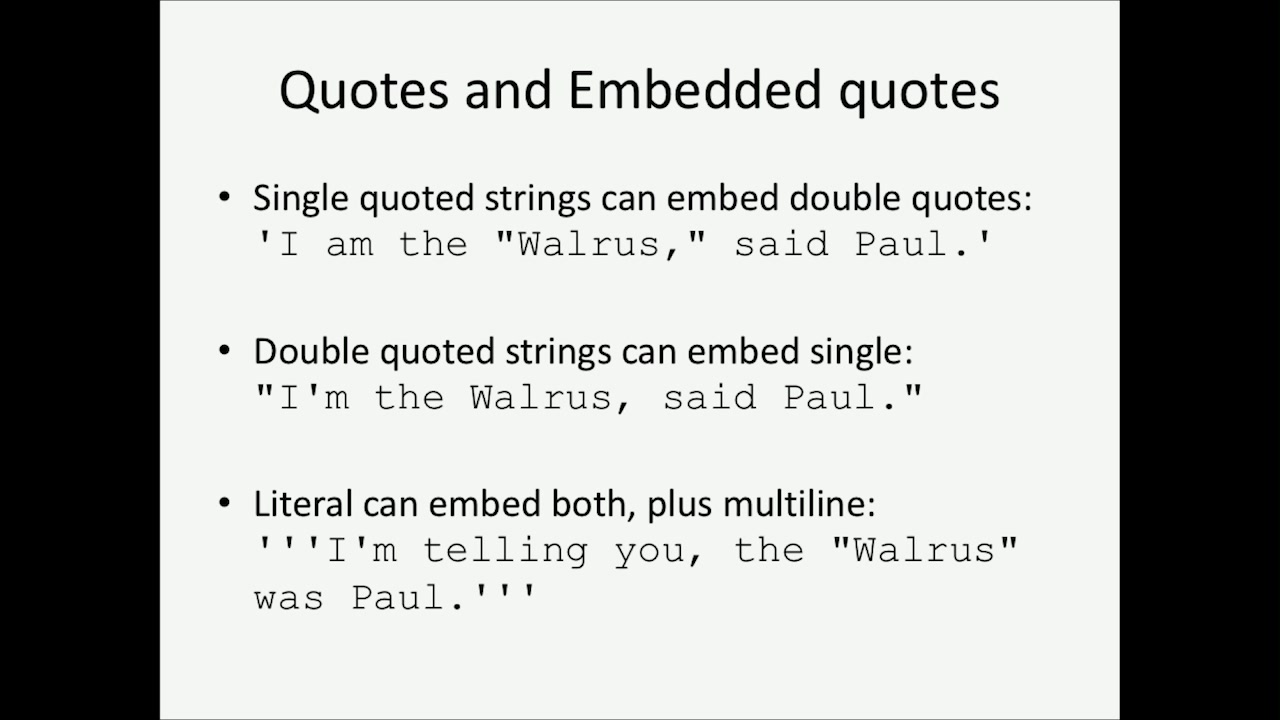 Quotes and Embedded quotes
• Single quoted strings can embed double quotes:
'I am the "Walrus," said Paul.'
• Double quoted strings can embed single:
"I'm the Walrus, said Paul."
• Literal can embed both, plus multiline:
'''I'm telling you, the "Walrus"
was Paul.'''